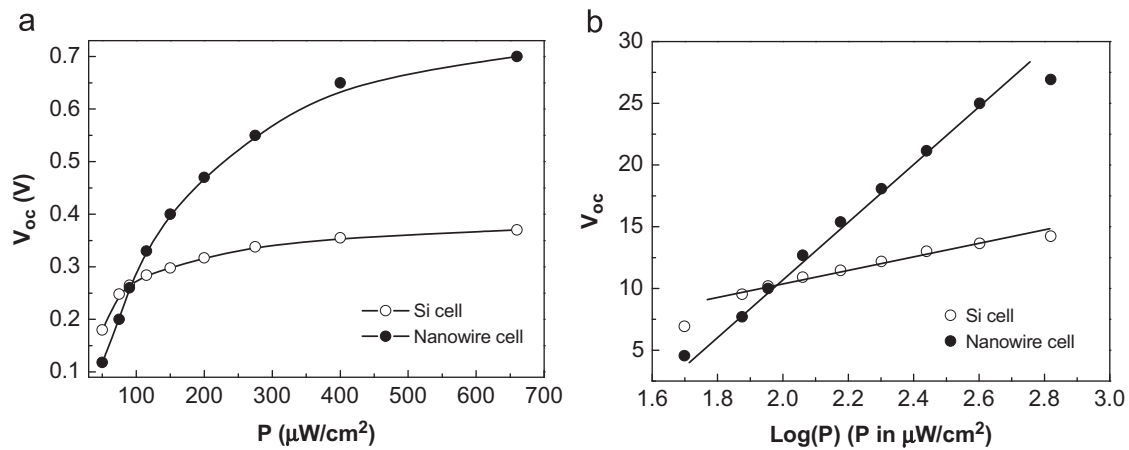 a
0.7
0.6
0.5
0.4
0.3
0.2
0.1
Voc (V)
Si cell
Nanowire cell
100 200 300 400 500 600 700
P (μW/cm2)
b
30
25
20
15
10
5
Voc
Si cell
Nanowire cell
1.6 1.8 2.0 2.2 2.4 2.6 2.8 3.0
Log(P) (P in μW/cm2)